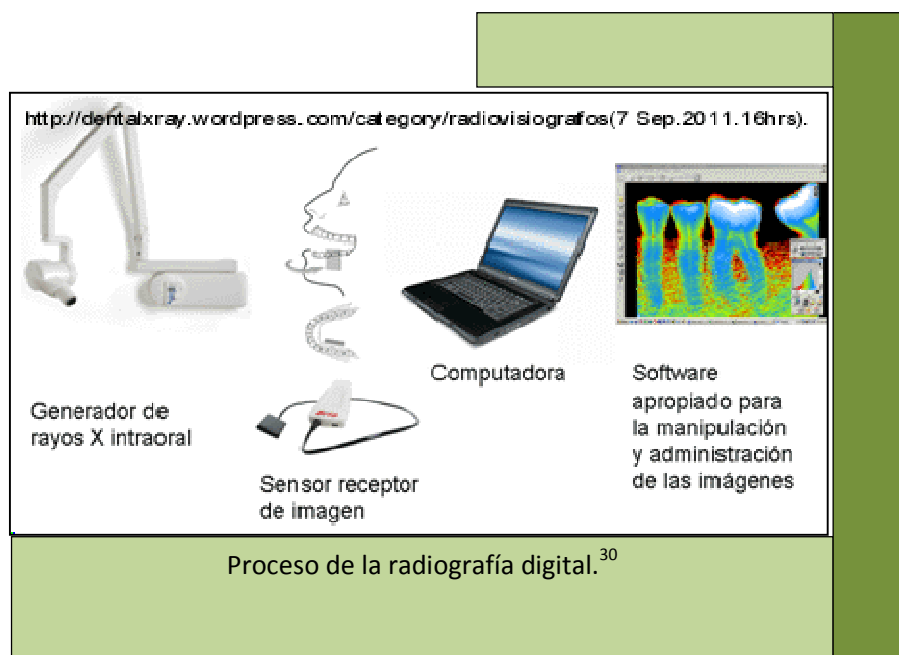 http://dentalxray.wordpress.com/category/radiovisiografos(7 Sep.2011.16hrs).
Generador de
rayos X intraoral
Sensor receptor
de imagen
Computadora
Software
apropiado para
la manipulación
y administración
de las imágenes
Proceso de la radiografía digital.30